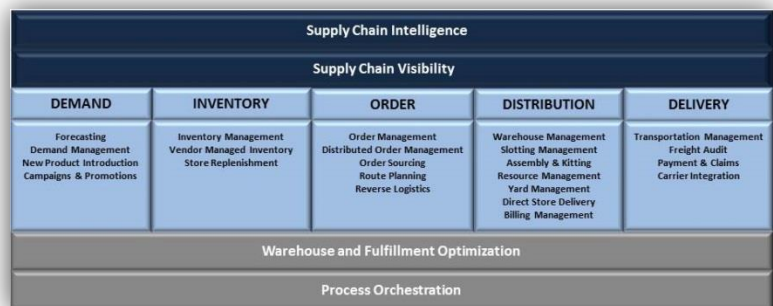 Supply Chain Intelligence
Supply Chain Visibility
DEMAND
Forecasting
Demand Management
New Product Introduction
Campaigns & Promotions
INVENTORY
Inventory Management
Vendor Managed Inventory
Store Replenishment
ORDER
Order Management
Distributed Order Management
Order Sourcing
Route Planning
Reverse Logistics
DISTRIBUTION
Warehouse Management
Slotting Management
Assembly & Kitting
Resource Management
Yard Management
Direct Store Delivery
Billing Management
DELIVERY
Transportation Management
Freight Audit
Payment & Claims
Carrier Integration
Warehouse and Fulfillment Optimization
Process Orchestration